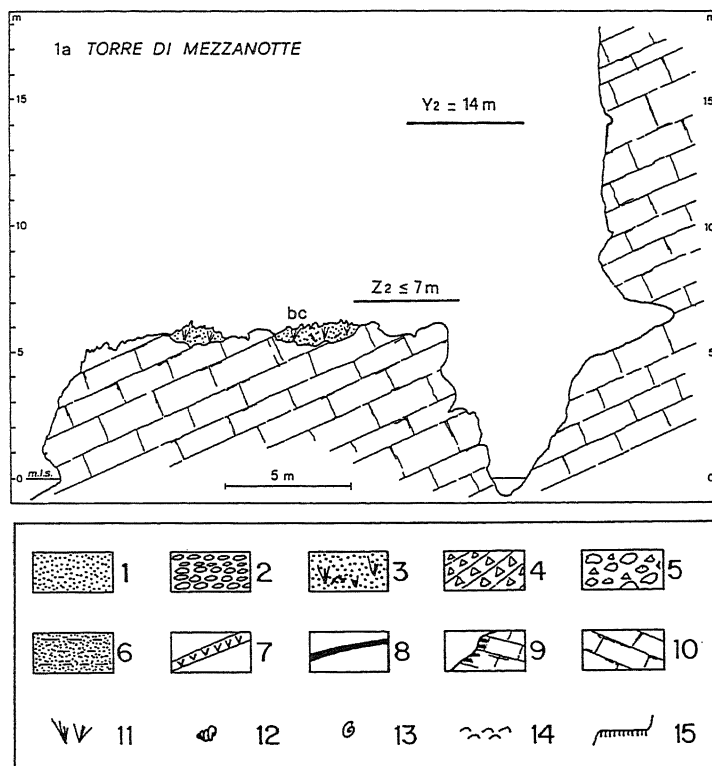 m
m
1a TORRE DI MEZZANOTTE
15
15
Y2 = 14 m
10
10
Z2 ≤ 7 m
bc
5
5
0 m.l.s.
0
5 m
1 2 3 4 5
6 7 8 9 10
11 12 13 14 15